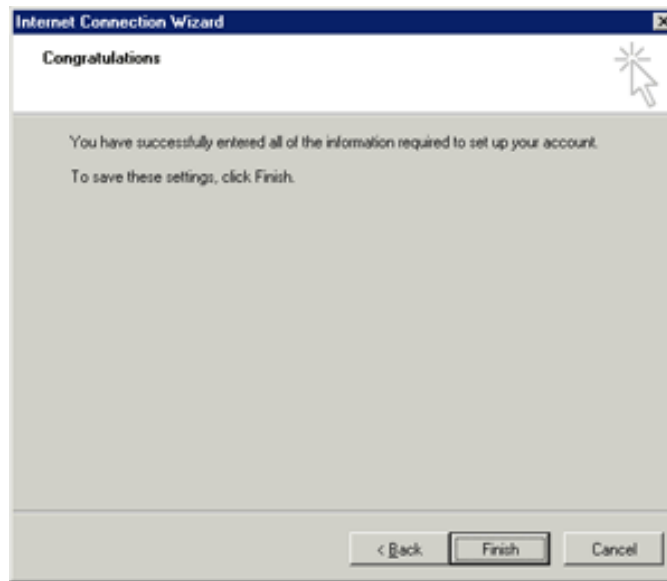 Internet Connection Wizard
Congratulations
You have successfully entered all of the information required to set up your account.
To save these settings, click Finish.
< Back
Finish
Cancel